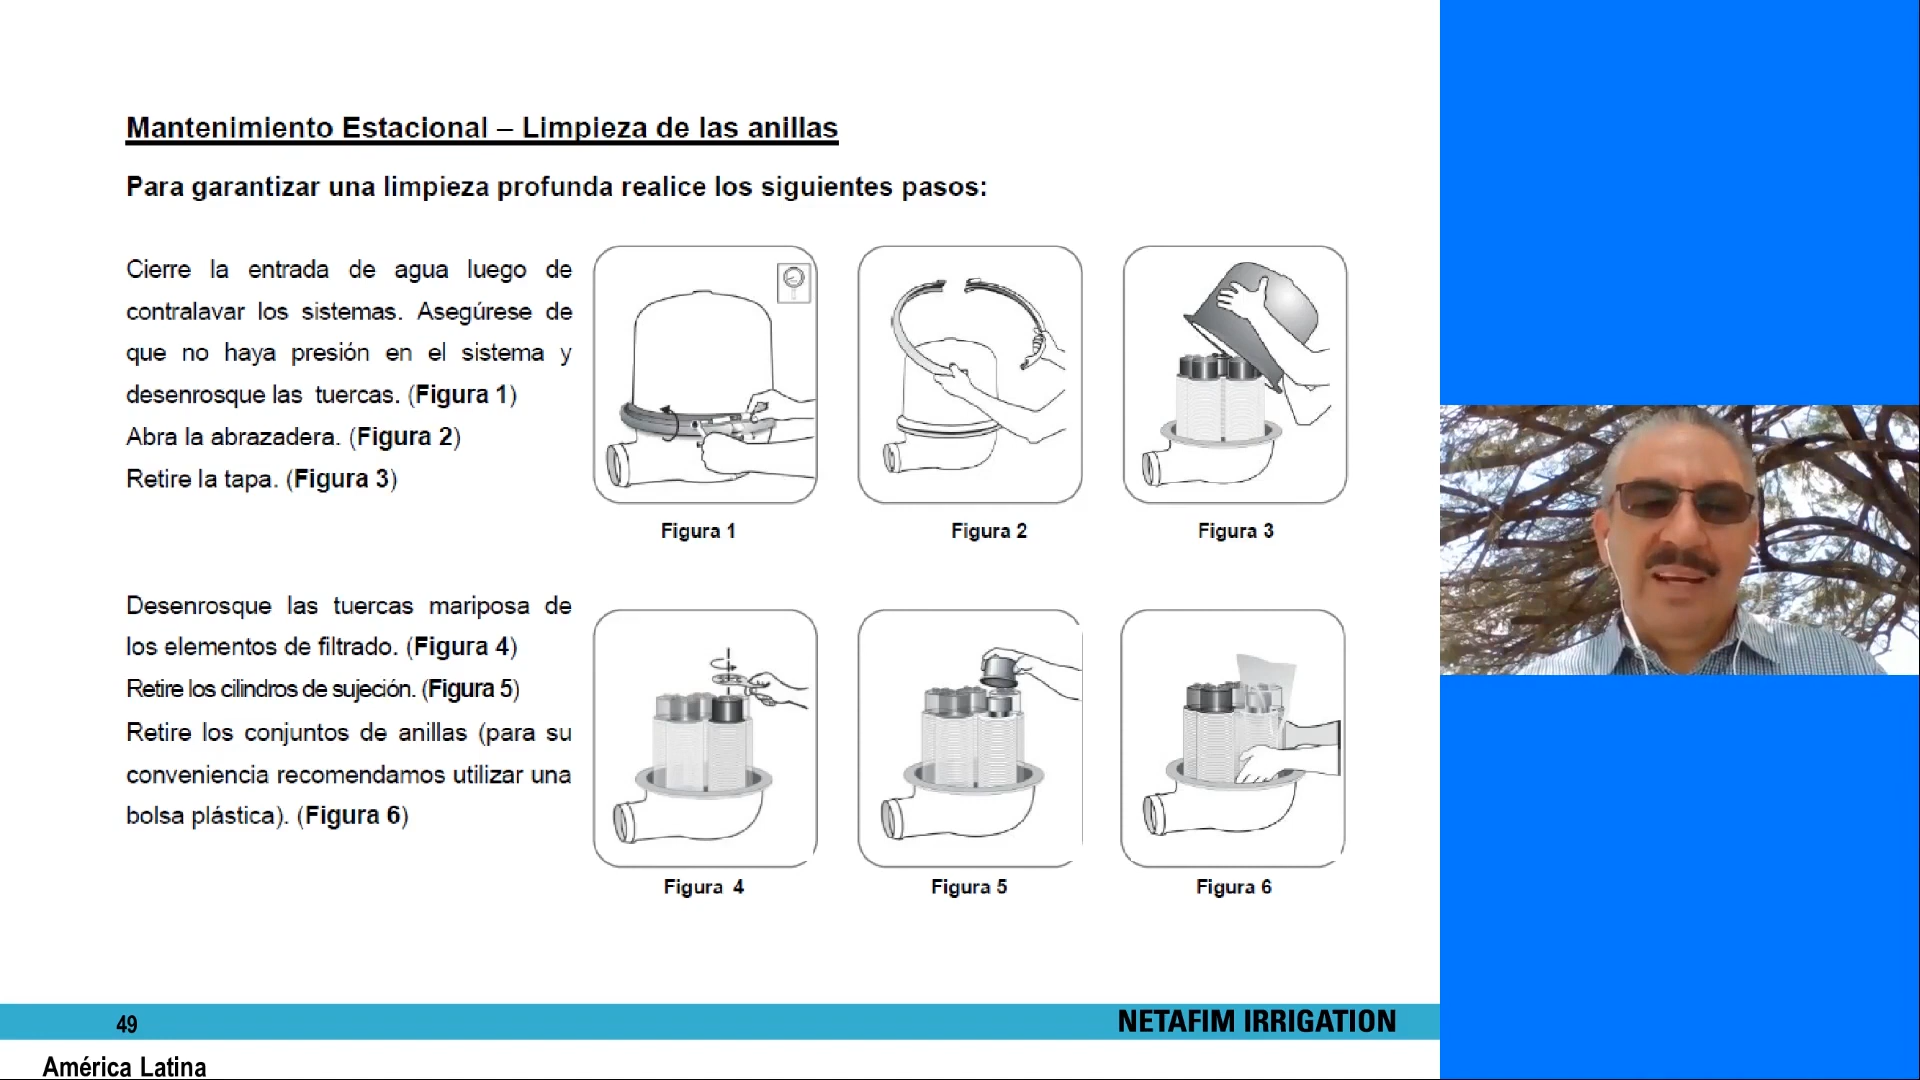 Mantenimiento Estacional – Limpieza de las anillas
Para garantizar una limpieza profunda realice los siguientes pasos:
Cierre la entrada de agua luego de
contralavar los sistemas. Asegúrese de
que no haya presión en el sistema y
desenrosque las tuercas. (Figura 1)
Abra la abrazadera. (Figura 2)
Retire la tapa. (Figura 3)
Figura 1
Figura 2
Figura 3
Desenrosque las tuercas mariposa de
los elementos de filtrado. (Figura 4)
Retire los cilindros de sujeción. (Figura 5)
Retire los conjuntos de anillas (para su
conveniencia recomendamos utilizar una
bolsa plástica). (Figura 6)
Figura 4
Figura 5
Figura 6
49
NETAFIM IRRIGATION
América Latina